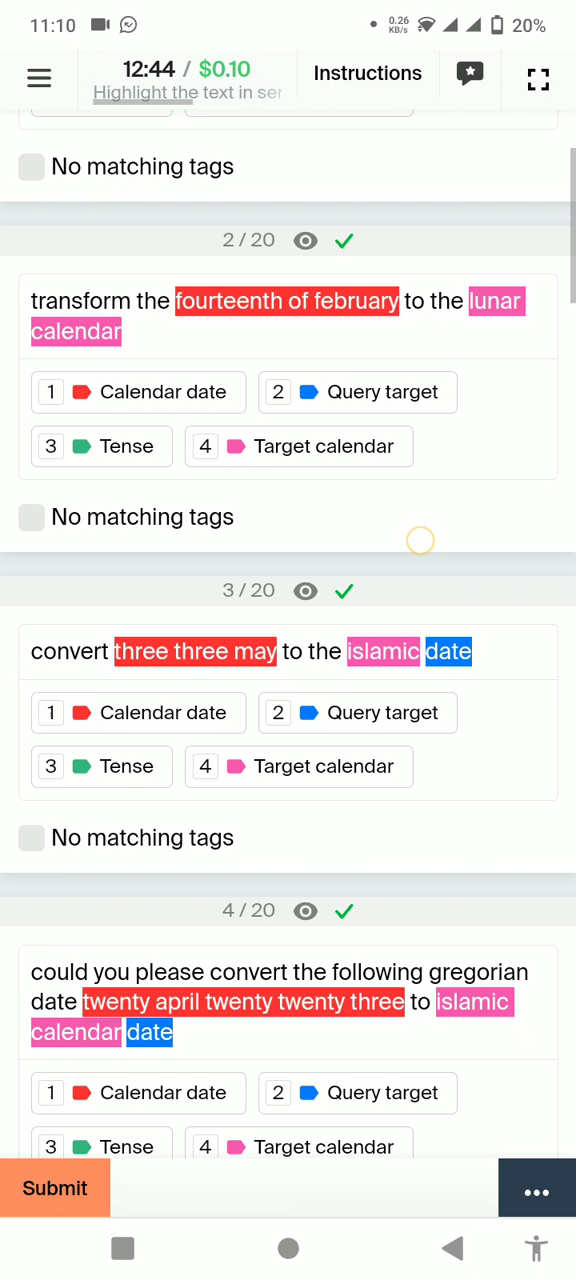 11:10
0.26 KB/s
20%
12:44 / $0.10
Highlight the text in ser
Instructions
No matching tags
2 / 20
transform the fourteenth of february to the lunar
calendar
1 Calendar date
2 Query target
3 Tense
4 Target calendar
No matching tags
3 / 20
convert three three may to the islamic date
1 Calendar date
2 Query target
3 Tense
4 Target calendar
No matching tags
4 / 20
could you please convert the following gregorian
date twenty april twenty twenty three to islamic
calendar date
1 Calendar date
2 Query target
3 Tense
4 Target calendar
Submit